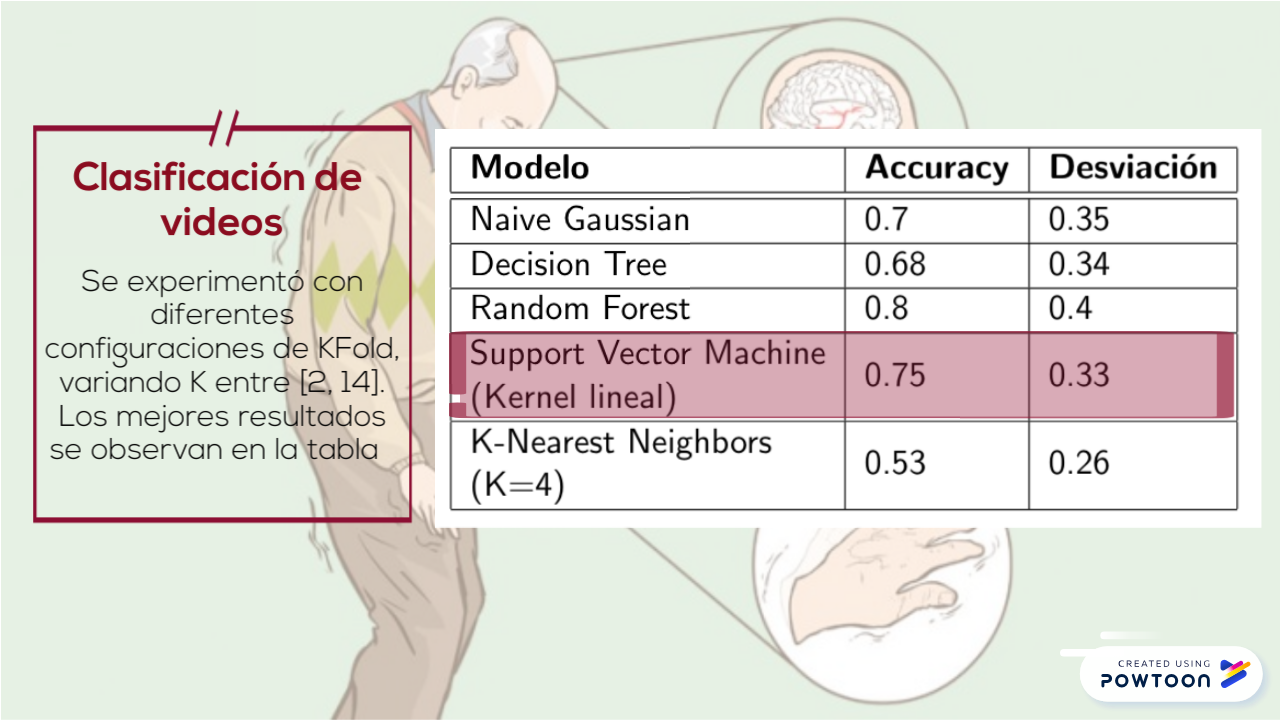 Clasificación de
videos
Se experimentó con
diferentes
configuraciones de KFold,
variando K entre [2, 14].
Los mejores resultados
se observan en la tabla
Modelo Accuracy Desviación
Naive Gaussian 0.7 0.35
Decision Tree 0.68 0.34
Random Forest 0.8 0.4
Support Vector Machine
(Kernel lineal) 0.75 0.33
K-Nearest Neighbors
(K=4) 0.53 0.26
CREATED USING
POWTOON